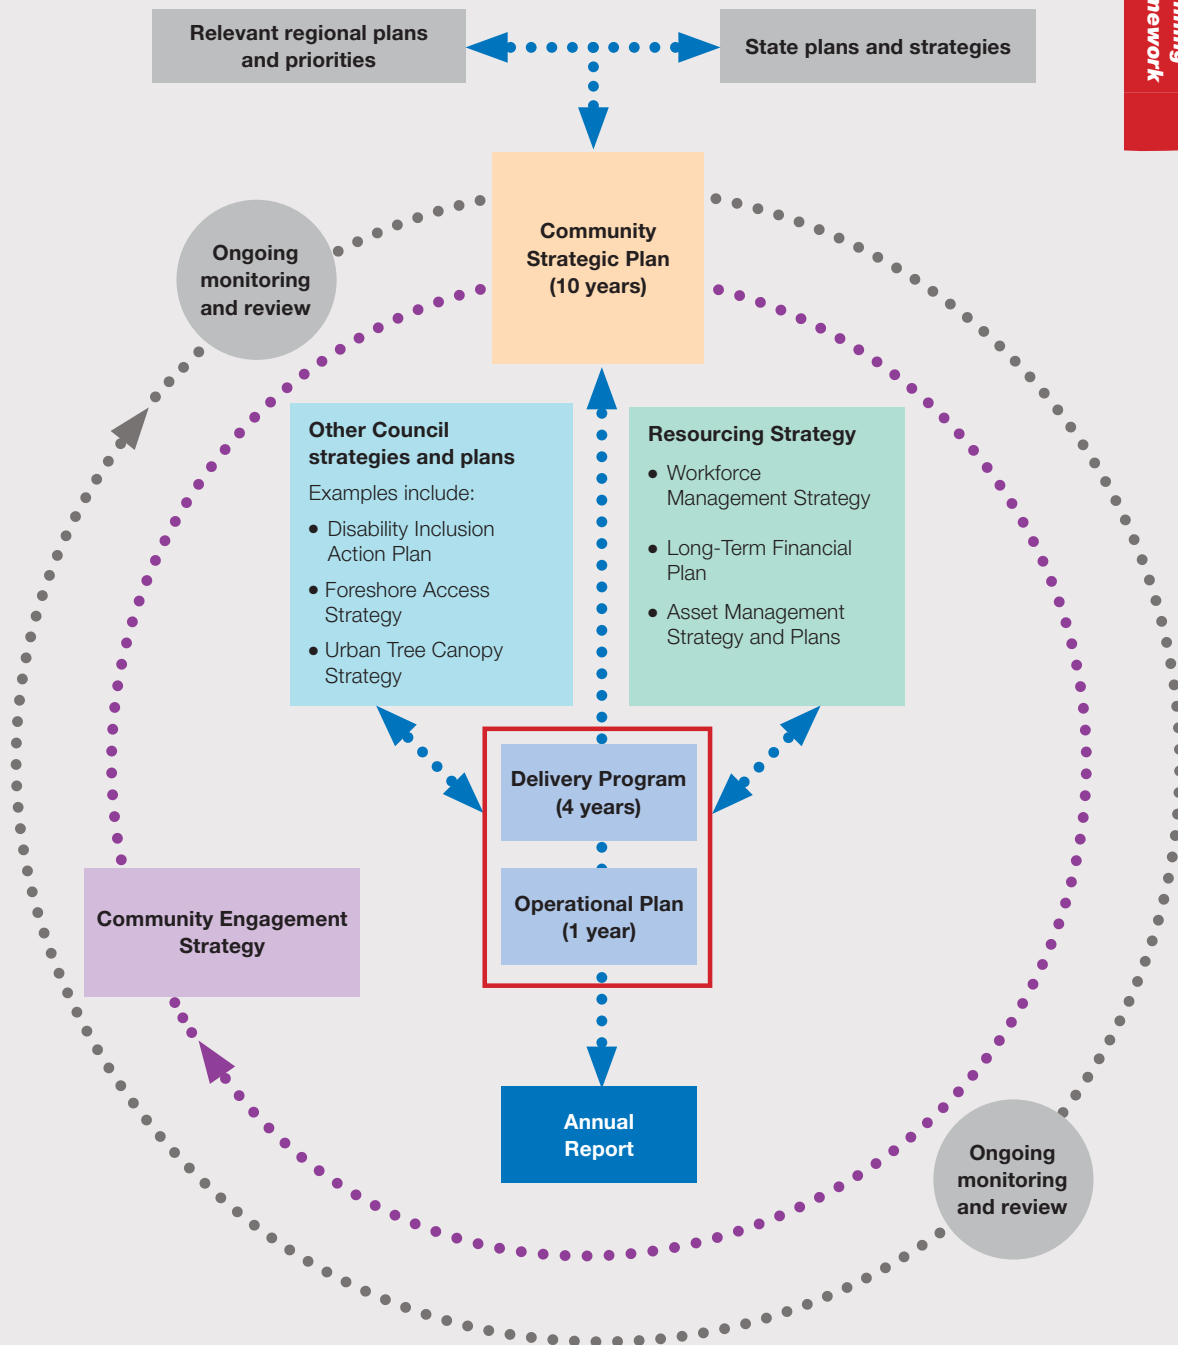 Relevant regional plans
and priorities
State plans and strategies
mework
Community
Strategic Plan
(10 years)
Ongoing
monitoring
and review
Other Council
strategies and plans
Examples include:
• Disability Inclusion
Action Plan
• Foreshore Access
Strategy
• Urban Tree Canopy
Strategy
Resourcing Strategy
• Workforce
Management Strategy
• Long-Term Financial
Plan
• Asset Management
Strategy and Plans
Delivery Program
(4 years)
Operational Plan
(1 year)
Community Engagement
Strategy
Annual
Report
Ongoing
monitoring
and review